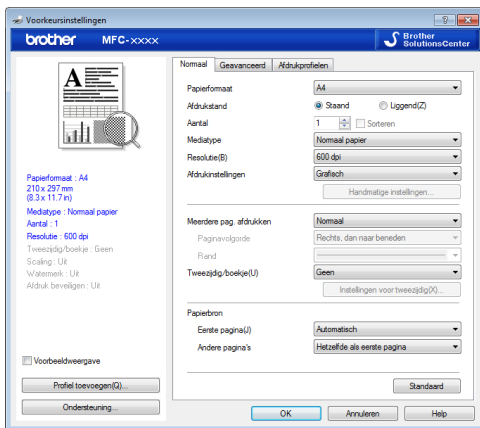 Voorkeursinstellingen
brother MFC-xxxx
Brother
SolutionsCenter
A
Papierformaat : A4
210 x 297 mm
(8.3 x 11.7 in)
Mediatype : Normaal papier
Aantal : 1
Resolutie : 600 dpi
Tweezijdig/boekje : Geen
Scaling : Uit
Watermerk : Uit
Afdruk beveiligen : Uit
Voorbeeldweergave
Profiel toevoegen(Q)...
Ondersteuning...
Normaal Geavanceerd Afdrukprofielen
Papierformaat A4
Afdrukstand Staand Liggend(Z)
Aantal 1 Sorteren
Mediatype Normaal papier
Resolutie(B) 600 dpi
Afdrukinstellingen Grafisch
Handmatige instellingen...
Meerdere pag. afdrukken Normaal
Paginavolgorde Rechts, dan naar beneden
Rand
Tweezijdig/boekje(U) Geen
Instellingen voor tweezijdig(X)...
Papierbron
Eerste pagina(J) Automatisch
Andere pagina's Hetzelfde als eerste pagina
Standaard
OK Annuleren Help